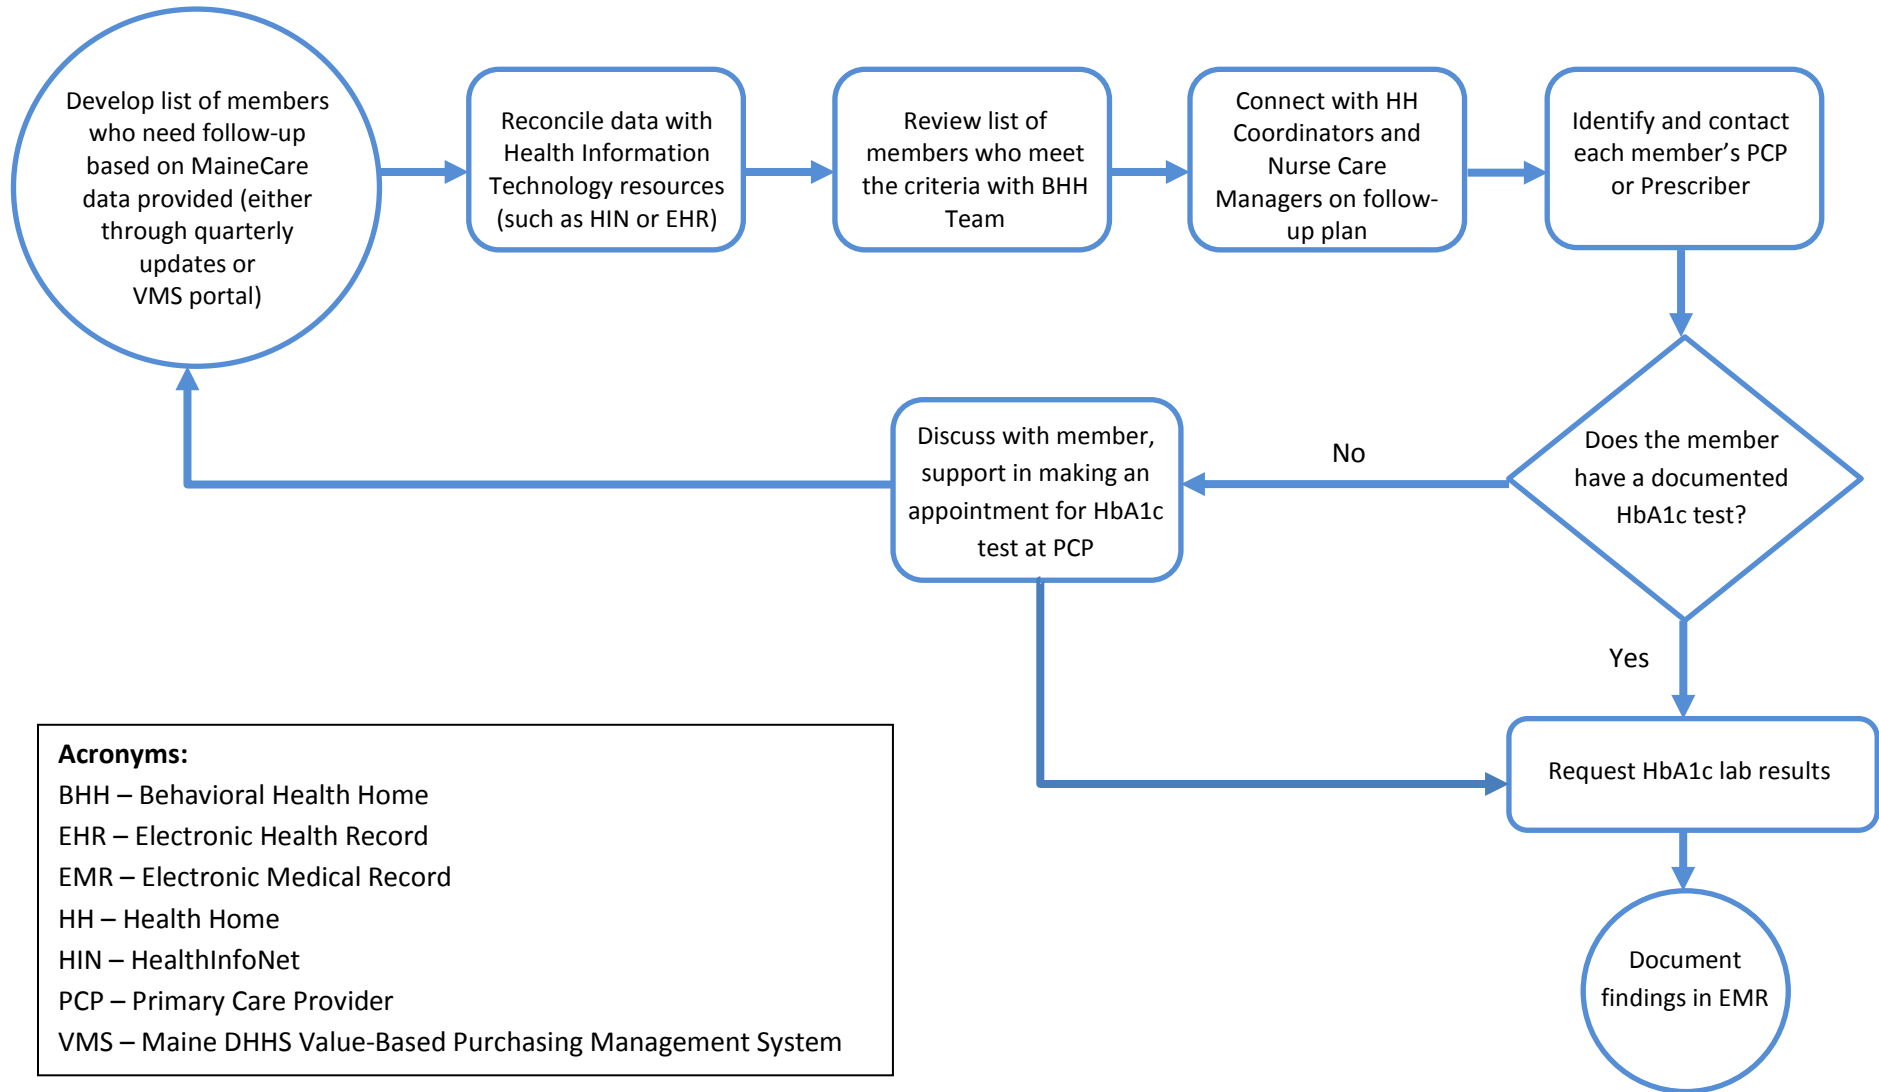 Develop list of members
who need follow-up
based on MaineCare
data provided (either
through quarterly
updates or
VMS portal)
Reconcile data with
Health Information
Technology resources
(such as HIN or EHR)
Review list of
members who meet
the criteria with BHH
Team
Connect with HH
Coordinators and
Nurse Care
Managers on follow-
up plan
Identify and contact
each member’s PCP
or Prescriber
Does the member
have a documented
HbA1c test?
No
Discuss with member,
support in making an
appointment for HbA1c
test at PCP
Yes
Request HbA1c lab results
Document
findings in EMR
Acronyms:
BHH – Behavioral Health Home
EHR – Electronic Health Record
EMR – Electronic Medical Record
HH – Health Home
HIN – HealthInfoNet
PCP – Primary Care Provider
VMS – Maine DHHS Value-Based Purchasing Management System